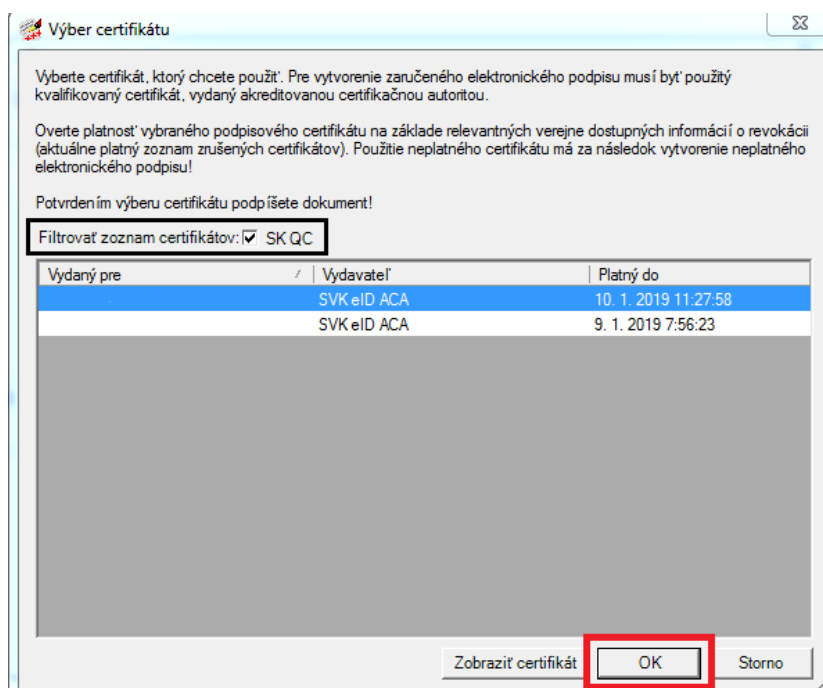 Výber certifikátu
Vyberte certifikát, ktorý chcete použiť. Pre vytvorenie zaručeného elektronického podpisu musí byť použitý
kvalifikovaný certifikát, vydaný akreditovanou certifikačnou autoritou.
Overte platnosť vybraného podpisového certifikátu na základe relevantných verejne dostupných informácií o revokácii
(aktuálne platný zoznam zrušených certifikátov). Použitie neplatného certifikátu má za následok vytvorenie neplatného
elektronického podpisu!
Potvrdením výberu certifikátu podpíšete dokument!
Filtrovať zoznam certifikátov: SK QC
Vydaný pre Vydavateľ Platný do
SVK eID ACA 10. 1. 2019 11:27:58
SVK eID ACA 9. 1. 2019 7:56:23
Zobraziť certifikát OK Storno